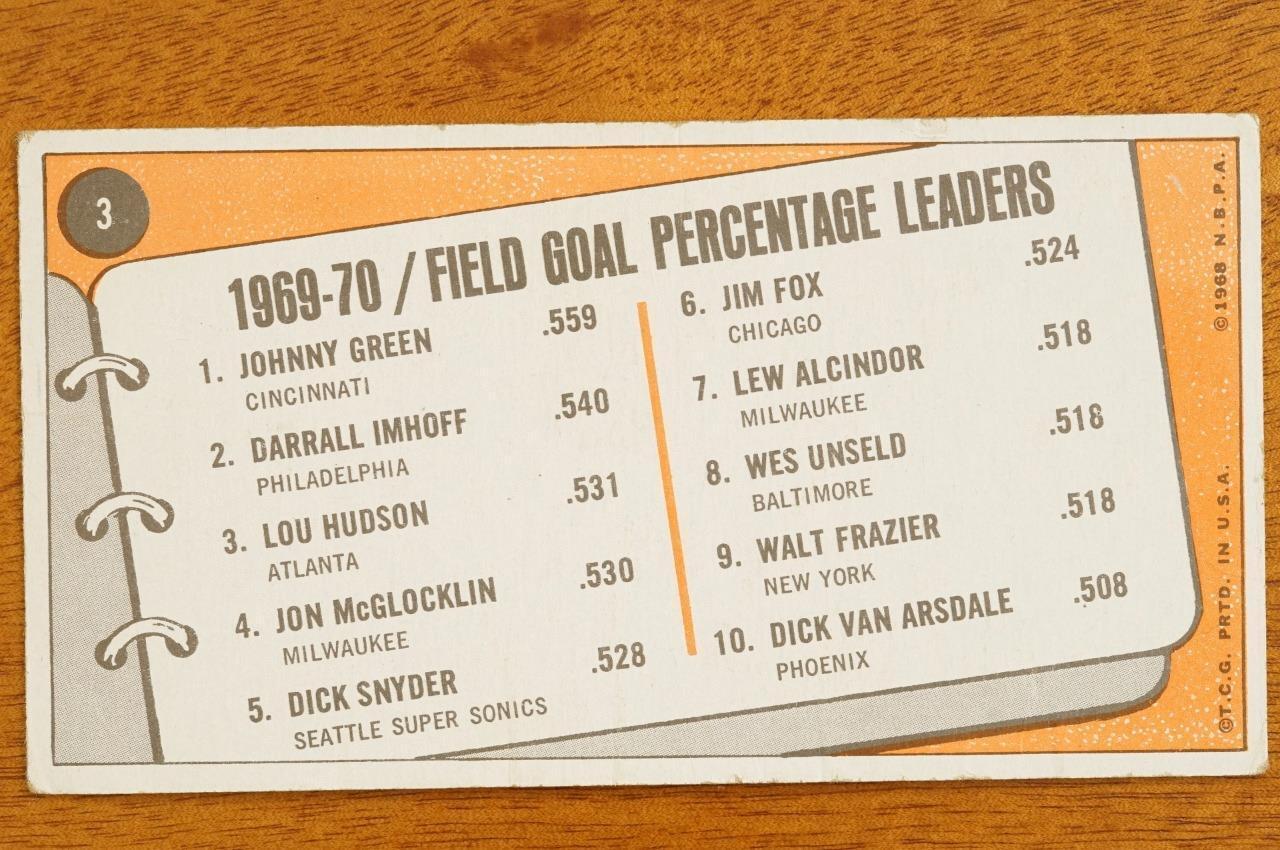 3
1969-70 / FIELD GOAL PERCENTAGE LEADERS
1. JOHNNY GREEN .559
CINCINNATI
2. DARRALL IMHOFF .540
PHILADELPHIA
3. LOU HUDSON .531
ATLANTA
4. JON McGLOCKLIN .530
MILWAUKEE
5. DICK SNYDER .528
SEATTLE SUPER SONICS
6. JIM FOX .524
CHICAGO
7. LEW ALCINDOR .518
MILWAUKEE
8. WES UNSELD .518
BALTIMORE
9. WALT FRAZIER .518
NEW YORK
10. DICK VAN ARSDALE .508
PHOENIX
©T.C.G. PRTD. IN U.S.A. ©1968 N.B.P.A.